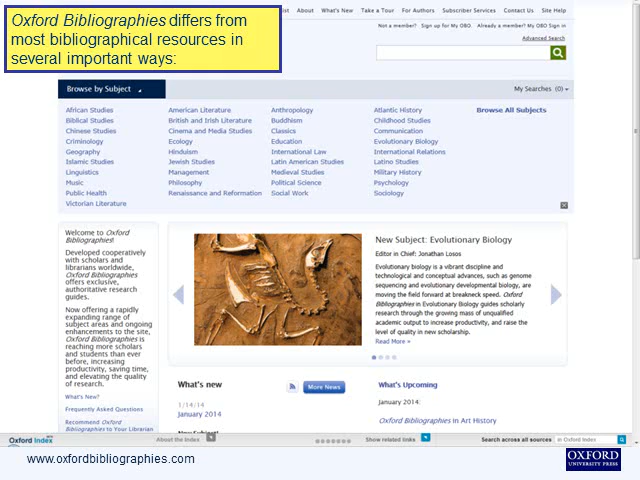 Oxford Bibliographies differs from
most bibliographical resources in
several important ways:
About What's New Take a Tour For Authors Subscriber Services Contact Us Site Help
Not a member? Sign up for My OBO. Already a member? My OBO Sign in
Advanced Search
Browse by Subject
My Searches (0)
African Studies American Literature Anthropology Atlantic History Browse All Subjects
Biblical Studies British and Irish Literature Buddhism Childhood Studies
Chinese Studies Cinema and Media Studies Classics Communication
Criminology Ecology Education Evolutionary Biology
Geography Hinduism International Law International Relations
Islamic Studies Jewish Studies Latin American Studies Latino Studies
Linguistics Management Medieval Studies Military History
Music Philosophy Political Science Psychology
Public Health Renaissance and Reformation Social Work Sociology
Victorian Literature
Welcome to Oxford
Bibliographies!
Developed cooperatively
with scholars and
librarians worldwide,
Oxford Bibliographies
offers exclusive,
authoritative research
guides.
Now offering a rapidly
expanding range of
subject areas and ongoing
enhancements to the site,
Oxford Bibliographies is
reaching more scholars
and students than ever
before, increasing
productivity, saving time,
and elevating the quality
of research.
What's New?
Frequently Asked Questions
Recommend Oxford
Bibliographies to Your Librarian
New Subject: Evolutionary Biology
Editor in Chief: Jonathan Losos
Evolutionary biology is a vibrant discipline and
technological and conceptual advances, such as genome
sequencing and evolutionary developmental biology, are
moving the field forward at breakneck speed. Oxford
Bibliographies in Evolutionary Biology guides scholarly
research through the growing mass of unqualified
academic output to increase productivity, and raise the
level of quality in new scholarship.
Read More »
What's new
More News
1/14/14
January 2014
New Subject!
What's Upcoming
January 2014:
Oxford Bibliographies in Art History
Oxford Index
About the Index
Show related links
Search across all sources
in Oxford Index
www.oxfordbibliographies.com
OXFORD
UNIVERSITY PRESS